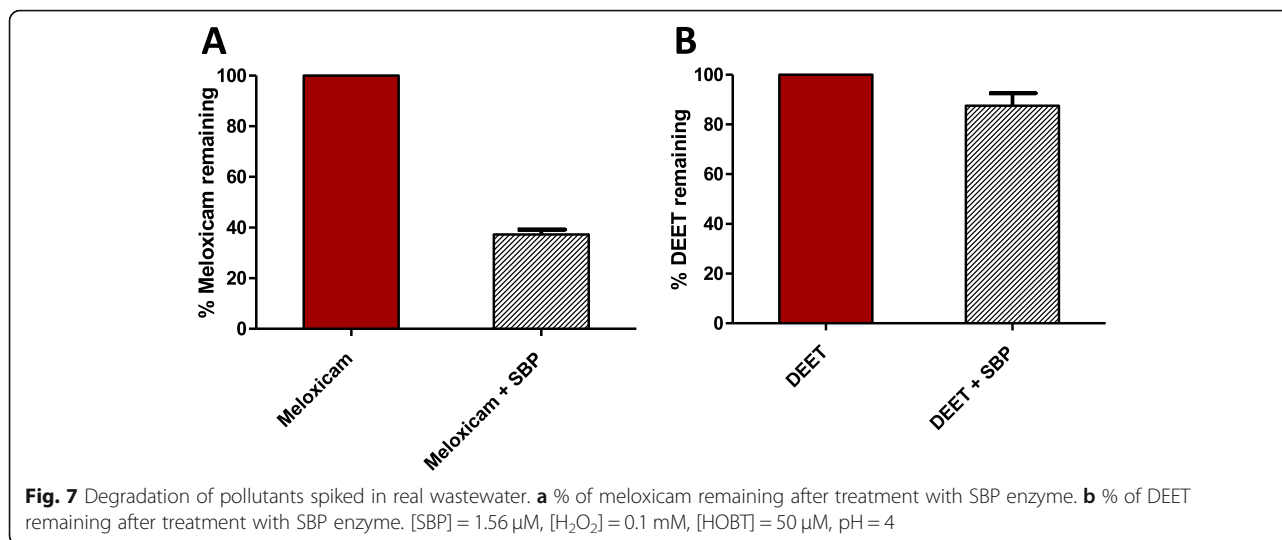 A
B
% Meloxicam remaining
100
80
60
40
20
0
Meloxicam
Meloxicam + SBP
% DEET remaining
100
80
60
40
20
0
DEET
DEET + SBP
Fig. 7 Degradation of pollutants spiked in real wastewater. a % of meloxicam remaining after treatment with SBP enzyme. b % of DEET
remaining after treatment with SBP enzyme. [SBP] = 1.56 μM, [H₂O₂] = 0.1 mM, [HOBT] = 50 μM, pH = 4